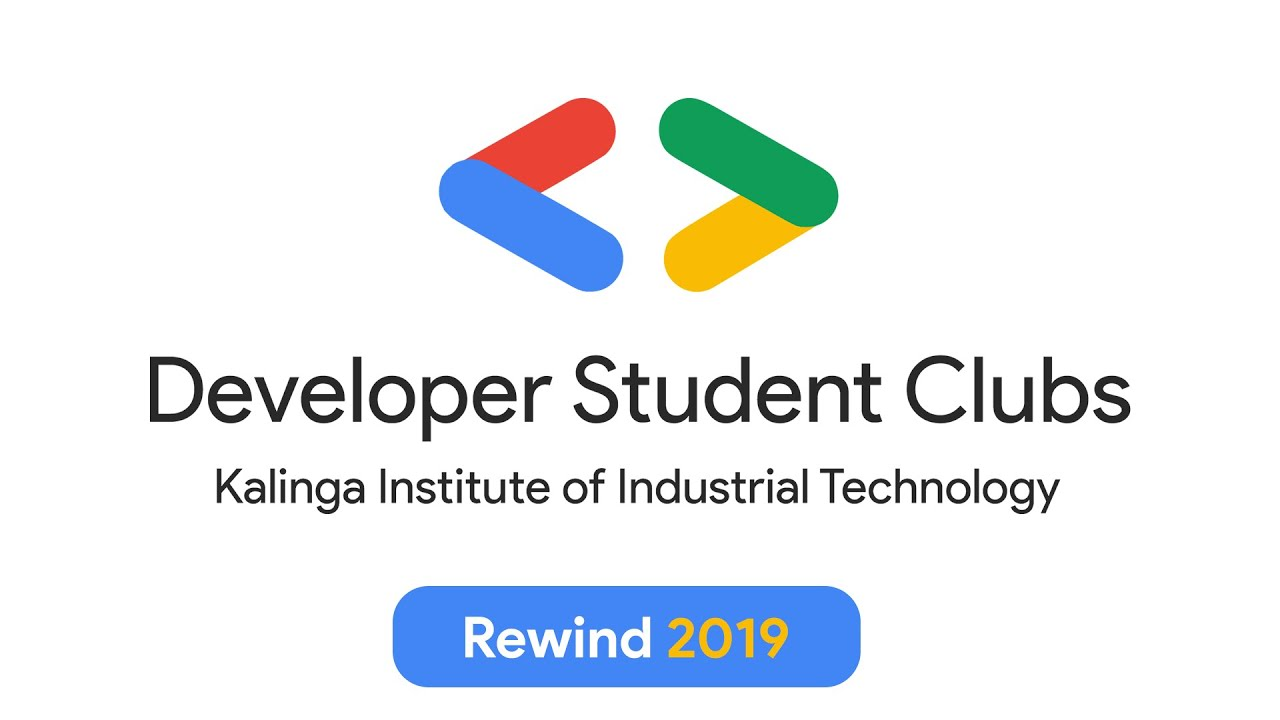 Developer Student Clubs
Kalinga Institute of Industrial Technology
Rewind 2019